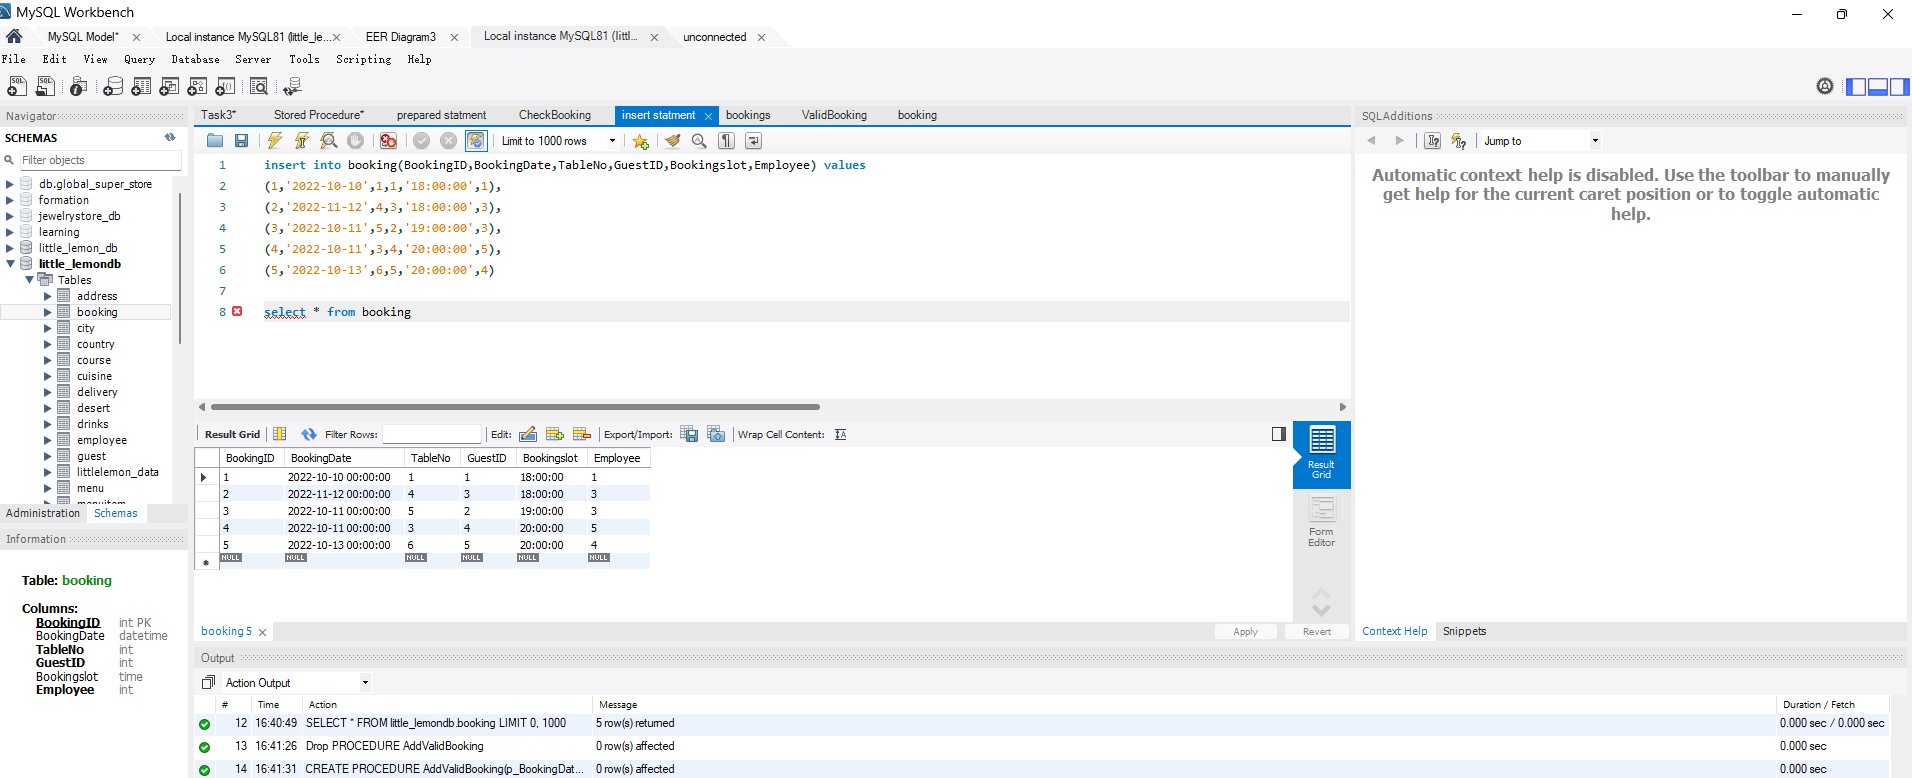 MySQL Workbench
MySQL Model* Local instance MySQL81 (little_le... EER Diagram3 Local instance MySQL81 (littl... unconnected
File Edit View Query Database Server Tools Scripting Help
Navigator
SCHEMAS
Filter objects
db.global_super_store
formation
jewelrystore_db
learning
little_lemon_db
little_lemondb
Tables
address
booking
city
country
course
cuisine
delivery
desert
drinks
employee
guest
littlelemon_data
menu
menuitem
Administration Schemas
Information
Table: booking
Columns:
BookingID int PK
BookingDate datetime
TableNo int
GuestID int
Bookingslot time
Employee int
Task3* Stored Procedure* prepared statment CheckBooking insert statment bookings ValidBooking booking
Limit to 1000 rows
1 insert into booking(BookingID,BookingDate,TableNo,GuestID,Bookingslot,Employee) values
2 (1,'2022-10-10',1,1,'18:00:00',1),
3 (2,'2022-11-12',4,3,'18:00:00',3),
4 (3,'2022-10-11',5,2,'19:00:00',3),
5 (4,'2022-10-11',3,4,'20:00:00',5),
6 (5,'2022-10-13',6,5,'20:00:00',4)
7
8 select * from booking
Result Grid Filter Rows: Edit: Export/Import: Wrap Cell Content: IA
BookingID BookingDate TableNo GuestID Bookingslot Employee
1 2022-10-10 00:00:00 1 1 18:00:00 1
2 2022-11-12 00:00:00 4 3 18:00:00 3
3 2022-10-11 00:00:00 5 2 19:00:00 3
4 2022-10-11 00:00:00 3 4 20:00:00 5
5 2022-10-13 00:00:00 6 5 20:00:00 4
NULL NULL NULL NULL NULL NULL
Result Grid
Form Editor
booking 5 Apply Revert
SQLAdditions
Jump to
Automatic context help is disabled. Use the toolbar to manually
get help for the current caret position or to toggle automatic
help.
Context Help Snippets
Output
Action Output
# Time Action Message Duration / Fetch
12 16:40:49 SELECT * FROM little_lemondb.booking LIMIT 0, 1000 5 row(s) returned 0.000 sec / 0.000 sec
13 16:41:26 Drop PROCEDURE AddValidBooking 0 row(s) affected 0.000 sec
14 16:41:31 CREATE PROCEDURE AddValidBooking(p_BookingDat... 0 row(s) affected 0.000 sec